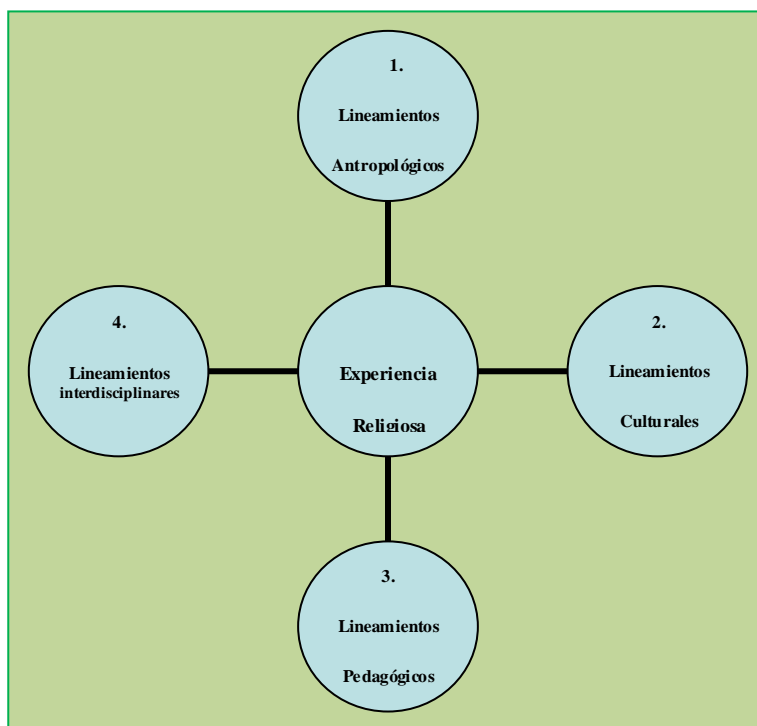 1.
Lineamientos
Antropológicos
4.
Lineamientos
interdisciplinares
Experiencia
Religiosa
2.
Lineamientos
Culturales
3.
Lineamientos
Pedagógicos